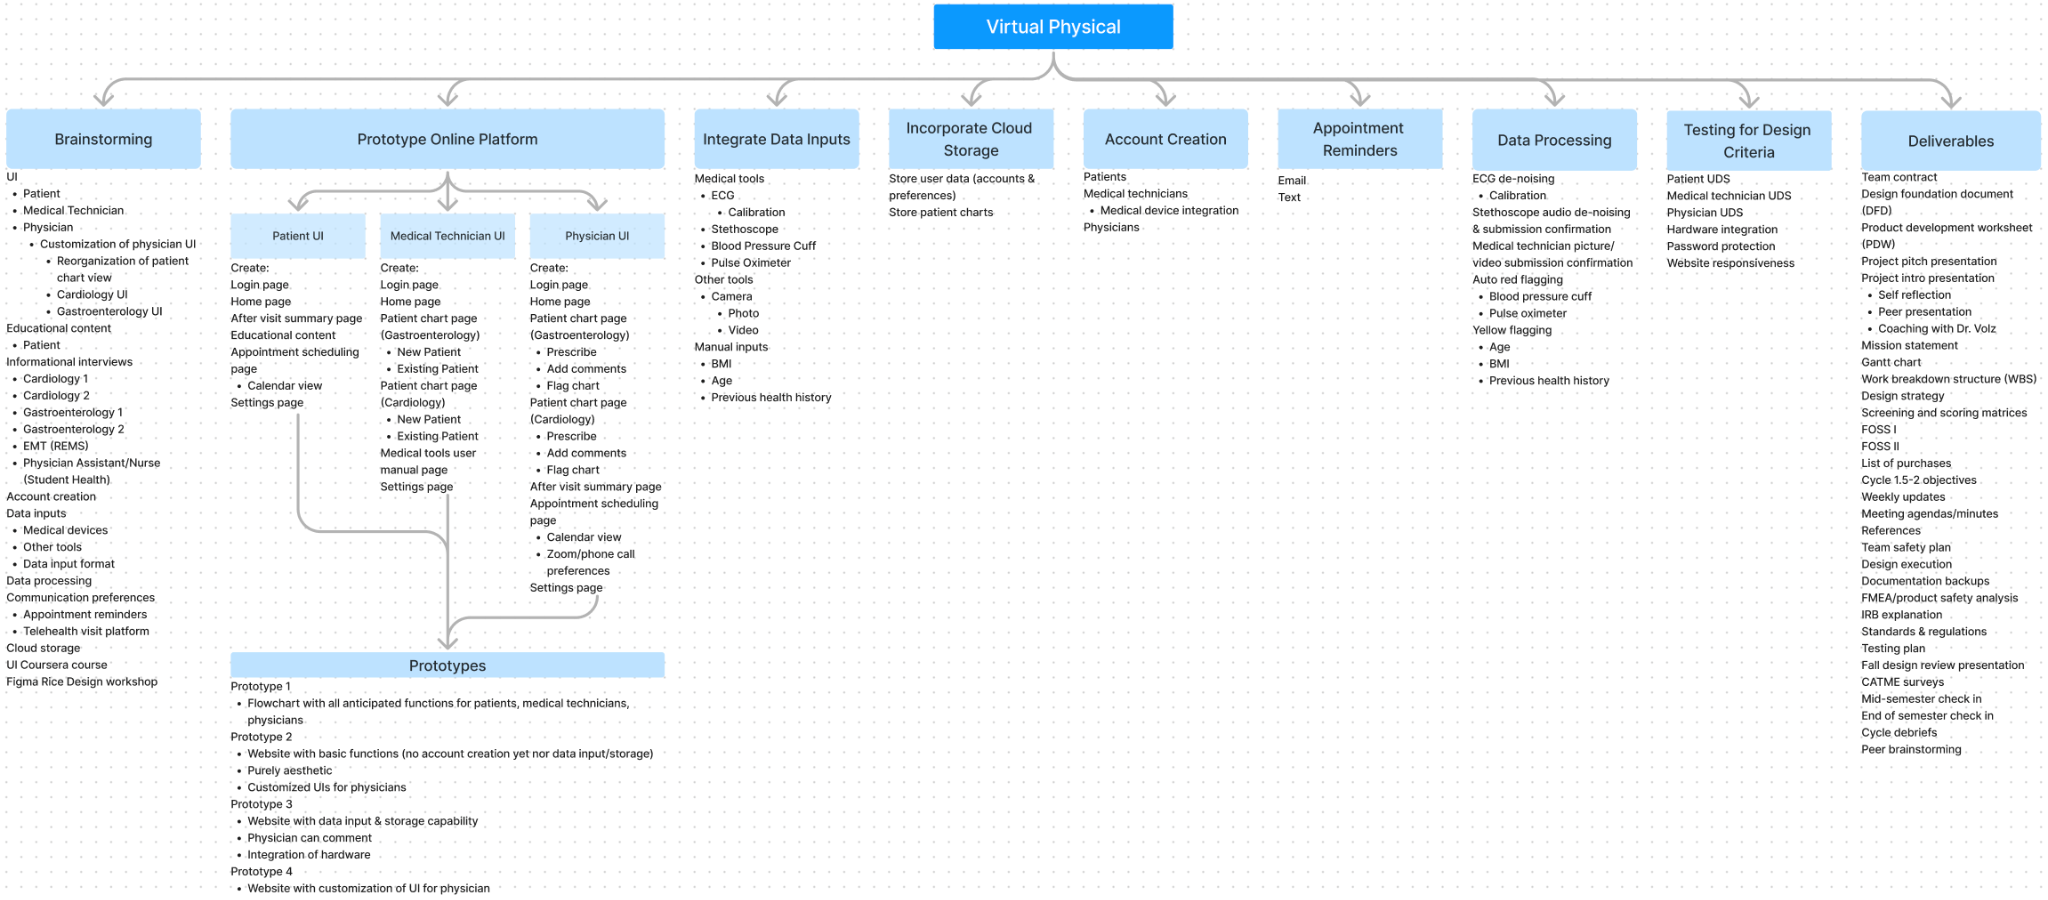 Virtual Physical
Brainstorming
UI
• Patient
• Medical Technician
• Physician
• Customization of physician UI
• Reorganization of patient
chart view
• Cardiology UI
• Gastroenterology UI
Educational content
• Patient
Informational interviews
• Cardiology 1
• Cardiology 2
• Gastroenterology 1
• Gastroenterology 2
• EMT (REMS)
• Physician Assistant/Nurse
(Student Health)
Account creation
Data inputs
• Medical devices
• Other tools
• Data input format
Data processing
Communication preferences
• Appointment reminders
• Telehealth visit platform
Cloud storage
UI Coursera course
Figma Rice Design workshop
Prototype Online Platform
Patient UI
Create:
Login page
Home page
After visit summary page
Educational content
Appointment scheduling
page
• Calendar view
Settings page
Medical Technician UI
Create:
Login page
Home page
Patient chart page
(Gastroenterology)
• New Patient
• Existing Patient
Patient chart page
(Cardiology)
• New Patient
• Existing Patient
Medical tools user
manual page
Settings page
Physician UI
Create:
Login page
Home page
Patient chart page
(Gastroenterology)
• Prescribe
• Add comments
• Flag chart
Patient chart page
(Cardiology)
• Prescribe
• Add comments
• Flag chart
After visit summary page
Appointment scheduling
page
• Calendar view
• Zoom/phone call
preferences
Settings page
Prototypes
Prototype 1
• Flowchart with all anticipated functions for patients, medical technicians,
physicians
Prototype 2
• Website with basic functions (no account creation yet nor data input/storage)
• Purely aesthetic
• Customized UIs for physicians
Prototype 3
• Website with data input & storage capability
• Physician can comment
• Integration of hardware
Prototype 4
• Website with customization of UI for physician
Integrate Data Inputs
Medical tools
• ECG
• Calibration
• Stethoscope
• Blood Pressure Cuff
• Pulse Oximeter
Other tools
• Camera
• Photo
• Video
Manual inputs
• BMI
• Age
• Previous health history
Incorporate Cloud
Storage
Store user data (accounts &
preferences)
Store patient charts
Account Creation
Patients
Medical technicians
• Medical device integration
Physicians
Appointment
Reminders
Email
Text
Data Processing
ECG de-noising
• Calibration
Stethoscope audio de-noising
& submission confirmation
Medical technician picture/
video submission confirmation
Auto red flagging
• Blood pressure cuff
• Pulse oximeter
Yellow flagging
• Age
• BMI
• Previous health history
Testing for Design
Criteria
Patient UDS
Medical technician UDS
Physician UDS
Hardware integration
Password protection
Website responsiveness
Deliverables
Team contract
Design foundation document
(DFD)
Product development worksheet
(PDW)
Project pitch presentation
Project intro presentation
• Self reflection
• Peer presentation
• Coaching with Dr. Volz
Mission statement
Gantt chart
Work breakdown structure (WBS)
Design strategy
Screening and scoring matrices
FOSS I
FOSS II
List of purchases
Cycle 1.5-2 objectives
Weekly updates
Meeting agendas/minutes
References
Team safety plan
Design execution
Documentation backups
FMEA/product safety analysis
IRB explanation
Standards & regulations
Testing plan
Fall design review presentation
CATME surveys
Mid-semester check in
End of semester check in
Cycle debriefs
Peer brainstorming